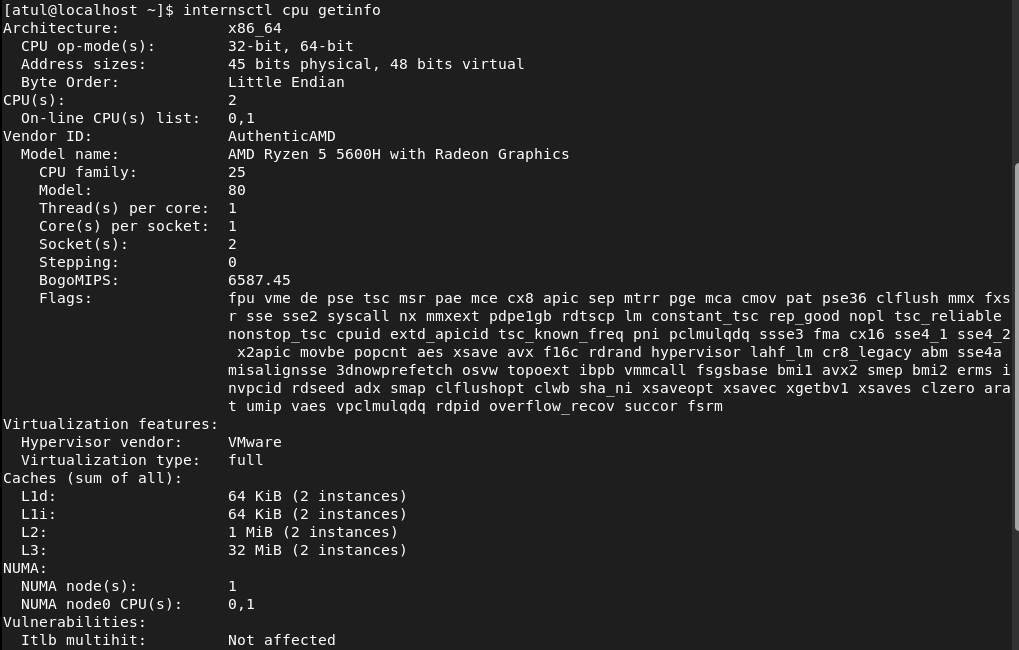 [atul@localhost ~]$ internsctl cpu getinfo
Architecture:            x86_64
  CPU op-mode(s):        32-bit, 64-bit
  Address sizes:         45 bits physical, 48 bits virtual
  Byte Order:            Little Endian
CPU(s):                  2
  On-line CPU(s) list:   0,1
Vendor ID:               AuthenticAMD
  Model name:            AMD Ryzen 5 5600H with Radeon Graphics
    CPU family:          25
    Model:               80
    Thread(s) per core:  1
    Core(s) per socket:  1
    Socket(s):           2
    Stepping:            0
    BogoMIPS:            6587.45
    Flags:               fpu vme de pse tsc msr pae mce cx8 apic sep mtrr pge mca cmov pat pse36 clflush mmx fxs
                         r sse sse2 syscall nx mmxext pdpe1gb rdtscp lm constant_tsc rep_good nopl tsc_reliable
                         nonstop_tsc cpuid extd_apicid tsc_known_freq pni pclmulqdq ssse3 fma cx16 sse4_1 sse4_2
                          x2apic movbe popcnt aes xsave avx f16c rdrand hypervisor lahf_lm cr8_legacy abm sse4a
                         misalignsse 3dnowprefetch osvw topoext ibpb vmmcall fsgsbase bmi1 avx2 smep bmi2 erms i
                         nvpcid rdseed adx smap clflushopt clwb sha_ni xsaveopt xsavec xgetbv1 xsaves clzero ara
                         t umip vaes vpclmulqdq rdpid overflow_recov succor fsrm
Virtualization features:
  Hypervisor vendor:     VMware
  Virtualization type:   full
Caches (sum of all):
  L1d:                   64 KiB (2 instances)
  L1i:                   64 KiB (2 instances)
  L2:                    1 MiB (2 instances)
  L3:                    32 MiB (2 instances)
NUMA:
  NUMA node(s):          1
  NUMA node0 CPU(s):     0,1
Vulnerabilities:
  Itlb multihit:         Not affected